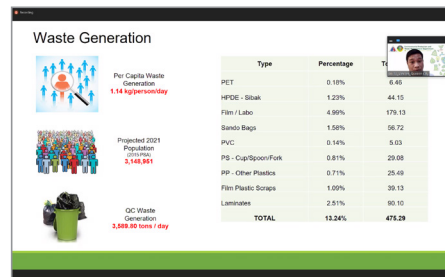 Recording
Waste Generation
Per Capita Waste
Generation
1.14 kg/person/day
Projected 2021
Population
(2015 PSA)
3,148,951
QC Waste
Generation
3,589.80 tons / day
Type Percentage
PET 0.18% 6.46
HPDE - Sibak 1.23% 44.15
Film / Labo 4.99% 179.13
Sando Bags 1.58% 56.72
PVC 0.14% 5.03
PS - Cup/Spoon/Fork 0.81% 29.08
PP - Other Plastics 0.71% 25.49
Film Plastic Scraps 1.09% 39.13
Laminates 2.51% 90.10
TOTAL 13.24% 475.29